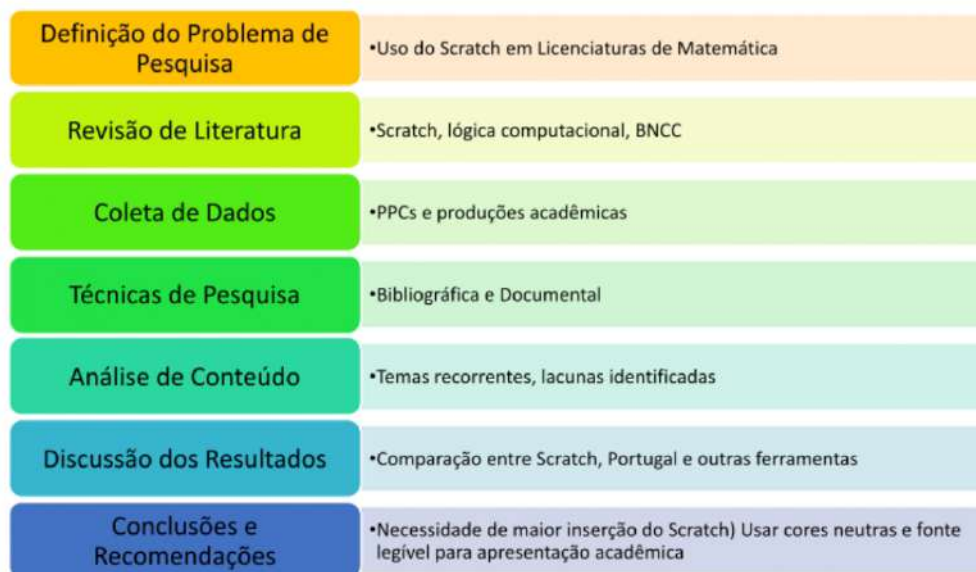 Definição do Problema de
Pesquisa
•Uso do Scratch em Licenciaturas de Matemática
Revisão de Literatura
•Scratch, lógica computacional, BNCC
Coleta de Dados
•PPCs e produções acadêmicas
Técnicas de Pesquisa
•Bibliográfica e Documental
Análise de Conteúdo
•Temas recorrentes, lacunas identificadas
Discussão dos Resultados
•Comparação entre Scratch, Portugal e outras ferramentas
Conclusões e
Recomendações
•Necessidade de maior inserção do Scratch) Usar cores neutras e fonte
legível para apresentação acadêmica